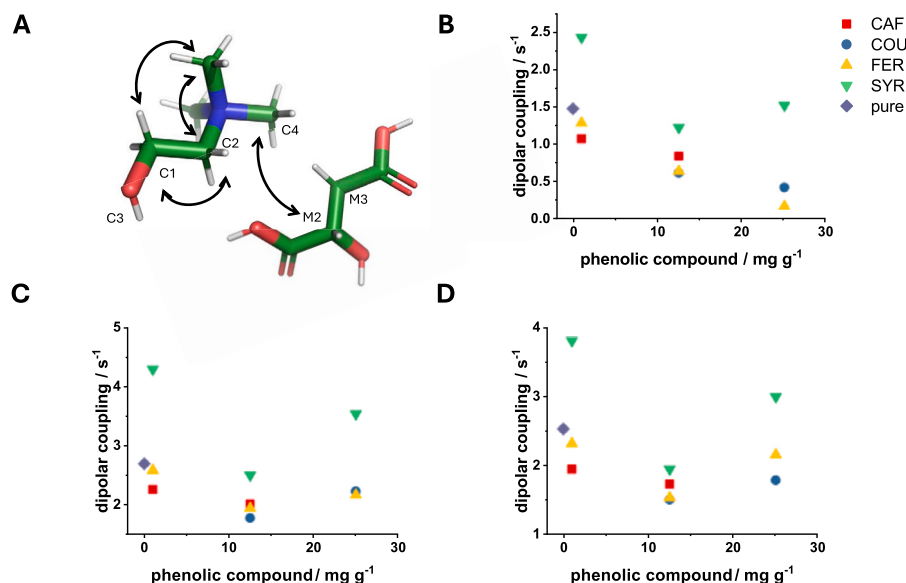 A
C1
C2
C3
C4
M2
M3
B
dipolar coupling / s⁻¹
2.5
2.0
1.5
1.0
0.5
0.0
0
10
20
30
phenolic compound / mg g⁻¹
CAF
COU
FER
SYR
pure
C
dipolar coupling / s⁻¹
5
4
3
2
0
10
20
30
phenolic compound / mg g⁻¹
D
dipolar coupling / s⁻¹
4
3
2
1
0
10
20
30
phenolic compound / mg g⁻¹